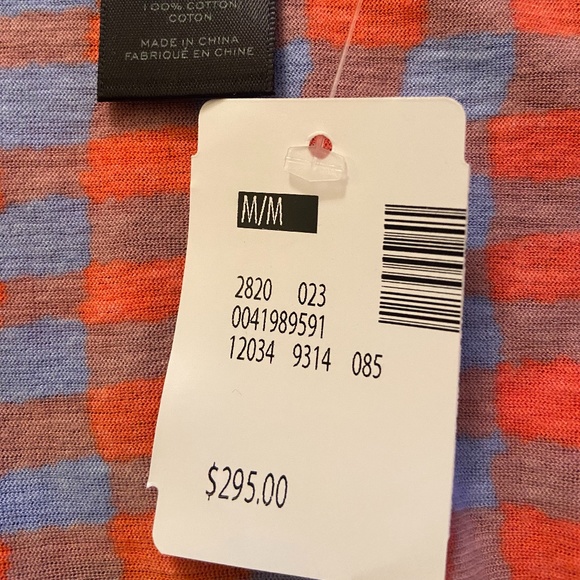 100% COTTON/
COTON
MADE IN CHINA
FABRIQUÉ EN CHINE
M/M
2820 023
0041989591
12034 9314 085
$295.00